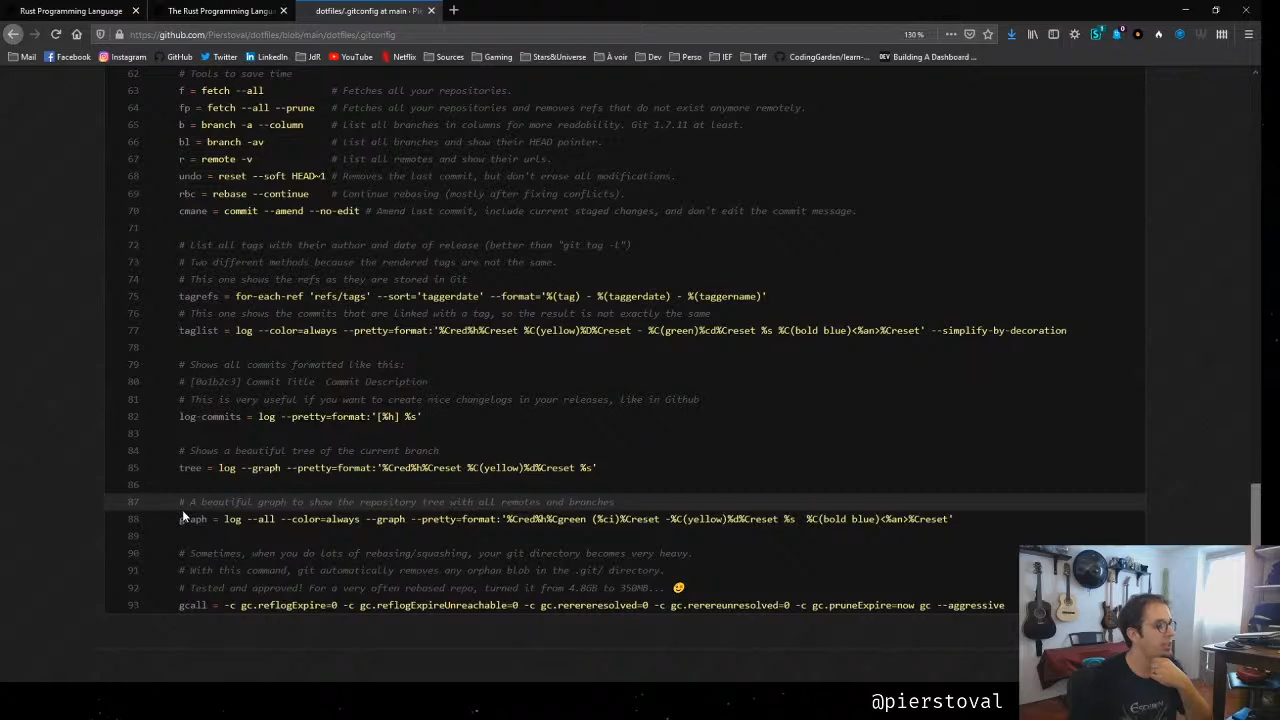 Rust Programming Language
The Rust Programming Langu
dotfiles/.gitconfig at main · Pie
https://github.com/Pierstoval/dotfiles/blob/main/dotfiles/.gitconfig
130 %
Mail Facebook Instagram GitHub Twitter LinkedIn JdR YouTube Netflix Sources Gaming Stars&Universe À voir Dev Perso IEF Taff CodingGarden/learn-... Building A Dashboard ...
62 # Tools to save time
63 f = fetch --all # Fetches all your repositories.
64 fp = fetch --all --prune # Fetches all your repositories and removes refs that do not exist anymore remotely.
65 b = branch -a --column # List all branches in columns for more readability. Git 1.7.11 at least.
66 bl = branch -av # List all branches and show their HEAD pointer.
67 r = remote -v # List all remotes and show their urls.
68 undo = reset --soft HEAD~1 # Removes the last commit, but don't erase all modifications.
69 rbc = rebase --continue # Continue rebasing (mostly after fixing conflicts).
70 cmane = commit --amend --no-edit # Amend last commit, include current staged changes, and don't edit the commit message.
71
72 # List all tags with their author and date of release (better than "git tag -l")
73 # Two different methods because the rendered tags are not the same.
74 # This one shows the refs as they are stored in Git
75 tagrefs = for-each-ref 'refs/tags' --sort='taggerdate' --format='%(tag) - %(taggerdate) - %(taggername)'
76 # This one shows the commits that are linked with a tag, so the result is not exactly the same
77 taglist = log --color=always --pretty=format:'%Cred%h%Creset %C(yellow)%D%Creset - %C(green)%cd%Creset %s %C(bold blue)<%an>%Creset' --simplify-by-decoration
78
79 # Shows all commits formatted like this:
80 # [0a1b2c3] Commit Title  Commit Description
81 # This is very useful if you want to create nice changelogs in your releases, like in Github
82 log-commits = log --pretty=format:'[%h] %s'
83
84 # Shows a beautiful tree of the current branch
85 tree = log --graph --pretty=format:'%Cred%h%Creset %C(yellow)%d%Creset %s'
86
87 # A beautiful graph to show the repository tree with all remotes and branches
88 graph = log --all --color=always --graph --pretty=format:'%Cred%h%Cgreen (%ci)%Creset -%C(yellow)%d%Creset %s  %C(bold blue)<%an>%Creset'
89
90 # Sometimes, when you do lots of rebasing/squashing, your git directory becomes very heavy.
91 # With this command, git automatically removes any orphan blob in the .git/ directory.
92 # Tested and approved! For a very often rebased repo, turned it from 4.8GB to 350MB... 😉
93 gcall = -c gc.reflogExpire=0 -c gc.reflogExpireUnreachable=0 -c gc.rerereresolved=0 -c gc.rerereunresolved=0 -c gc.pruneExpire=now gc --aggressive
@pierstoval